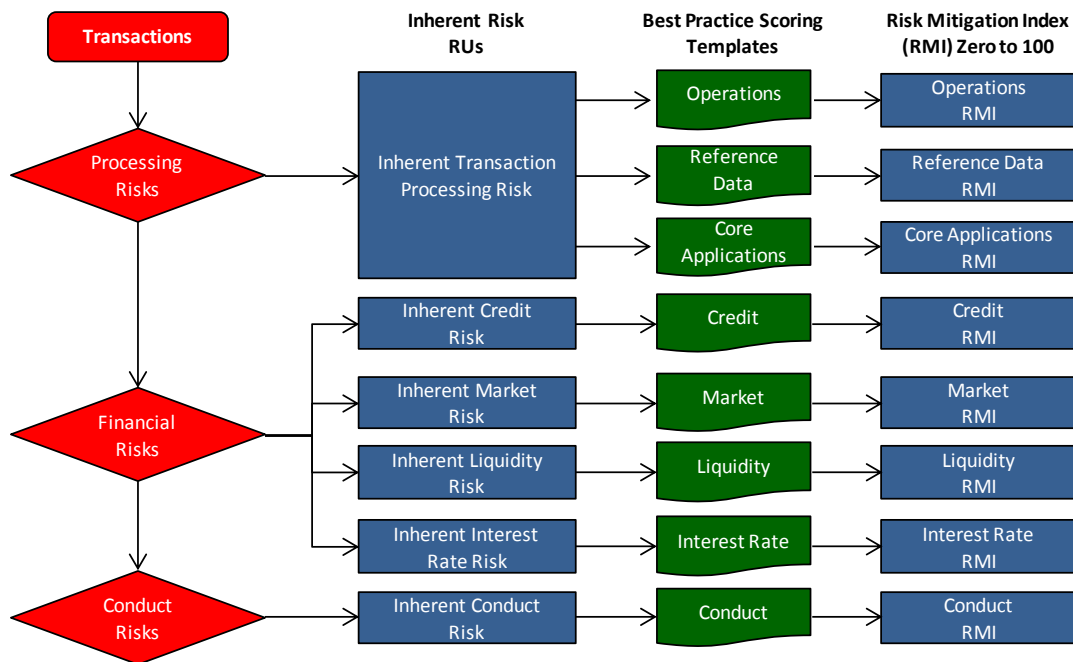 Transactions
Inherent Risk
RUs
Best Practice Scoring
Templates
Risk Mitigation Index
(RMI) Zero to 100
Processing
Risks
Inherent Transaction
Processing Risk
Operations
Operations
RMI
Reference
Data
Reference Data
RMI
Core
Applications
Core Applications
RMI
Financial
Risks
Inherent Credit
Risk
Credit
Credit
RMI
Inherent Market
Risk
Market
Market
RMI
Inherent Liquidity
Risk
Liquidity
Liquidity
RMI
Inherent Interest
Rate Risk
Interest Rate
Interest Rate
RMI
Conduct
Risks
Inherent Conduct
Risk
Conduct
Conduct
RMI